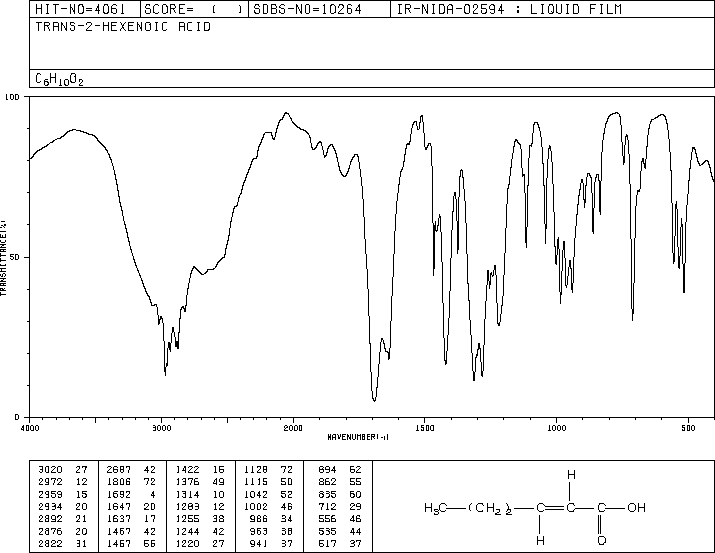 HIT-NO=4061 SCORE= ( ) SDBS-NO=10264 IR-NIDA-02594 : LIQUID FILM
TRANS-2-HEXENOIC ACID
C6H10O2
100
50
0
TRANSMITTANCE(%)
4000 3000 2000 1500 1000 500
WAVENUMBER(-1)
3020 27 2687 42 1422 16 1128 72 894 62
2972 12 1806 72 1376 49 1115 50 862 55
2959 15 1692 4 1314 10 1042 52 835 60
2934 20 1647 20 1283 12 1002 46 712 29
2892 21 1637 17 1255 38 986 34 556 46
2876 20 1467 42 1244 42 963 38 535 44
2822 31 1457 55 1220 27 941 37 517 37
H
H3C—(CH2)2 C—OH
H O